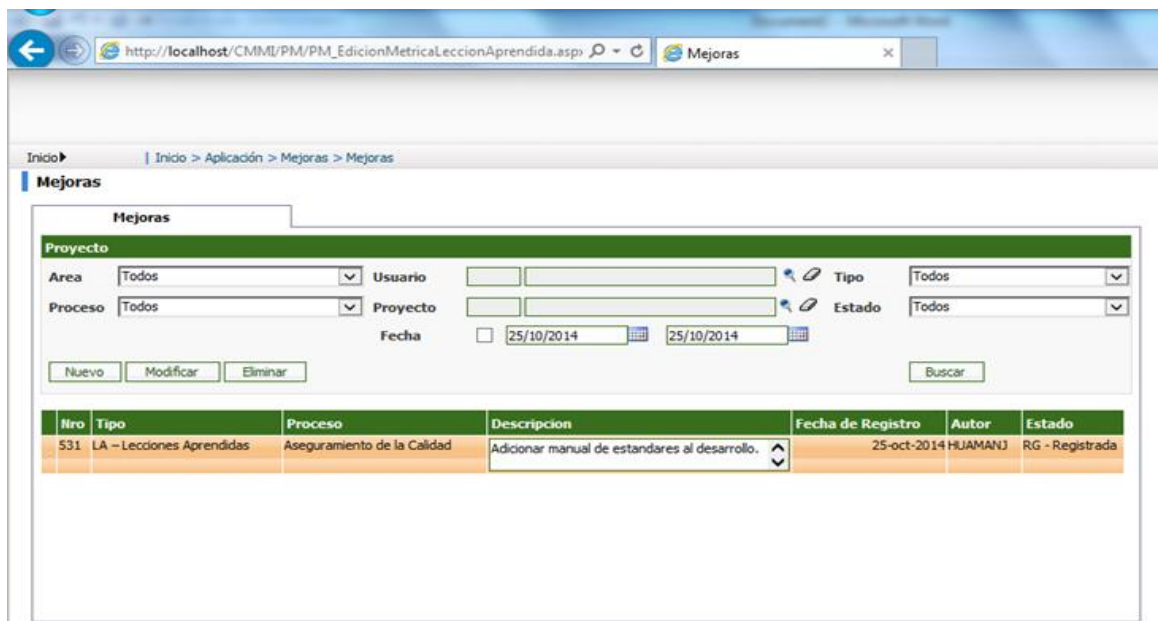 http://localhost/CMMI/PM/PM_EdicionMetricaLeccionAprendida.asp
Mejoras
Inicio
Inicio > Aplicación > Mejoras > Mejoras
Mejoras
Mejoras
Proyecto
Area Todos Usuario Tipo Todos
Proceso Todos Proyecto Estado Todos
Fecha 25/10/2014 25/10/2014
Nuevo Modificar Eliminar Buscar
Nro Tipo Proceso Descripcion Fecha de Registro Autor Estado
531 LA – Lecciones Aprendidas Aseguramiento de la Calidad Adicionar manual de estandares al desarrollo. 25-oct-2014 HUAMANJ RG - Registrada